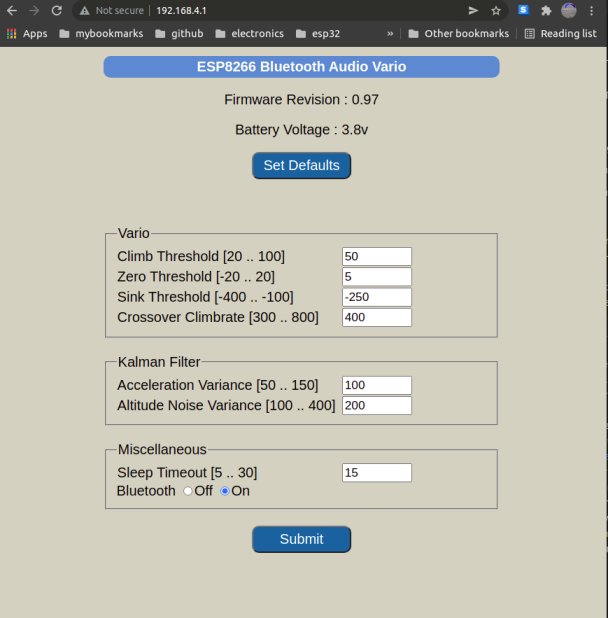 Not secure | 192.168.4.1
Apps mybookmarks github electronics esp32 » Other bookmarks Reading list
ESP8266 Bluetooth Audio Vario
Firmware Revision : 0.97
Battery Voltage : 3.8v
Set Defaults
Vario
Climb Threshold [20 .. 100] 50
Zero Threshold [-20 .. 20] 5
Sink Threshold [-400 .. -100] -250
Crossover Climbrate [300 .. 800] 400
Kalman Filter
Acceleration Variance [50 .. 150] 100
Altitude Noise Variance [100 .. 400] 200
Miscellaneous
Sleep Timeout [5 .. 30] 15
Bluetooth Off On
Submit